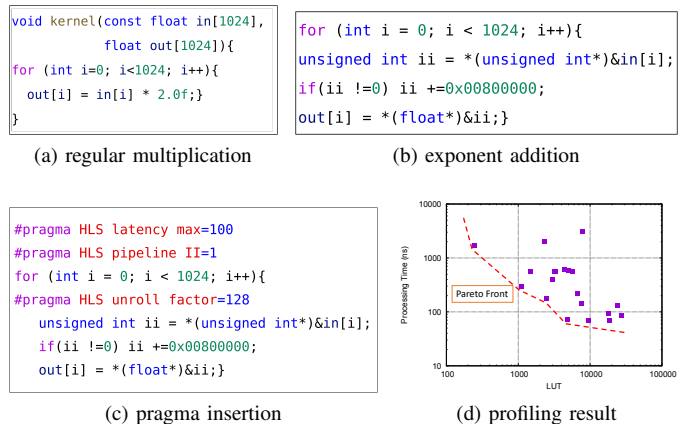 void kernel(const float in[1024],
float out[1024]){
for (int i=0; i<1024; i++){
out[i] = in[i] * 2.0f;}
}
(a) regular multiplication
for (int i = 0; i < 1024; i++){
unsigned int ii = *(unsigned int*)&in[i];
if(ii !=0) ii +=0x00800000;
out[i] = *(float*)&ii;}
(b) exponent addition
#pragma HLS latency max=100
#pragma HLS pipeline II=1
for (int i = 0; i < 1024; i++){
#pragma HLS unroll factor=128
unsigned int ii = *(unsigned int*)&in[i];
if(ii !=0) ii +=0x00800000;
out[i] = *(float*)&ii;}
(c) pragma insertion
10000
1000
100
10
Processing Time (ns)
Pareto Front
100 1000 10000 100000
LUT
(d) profiling result